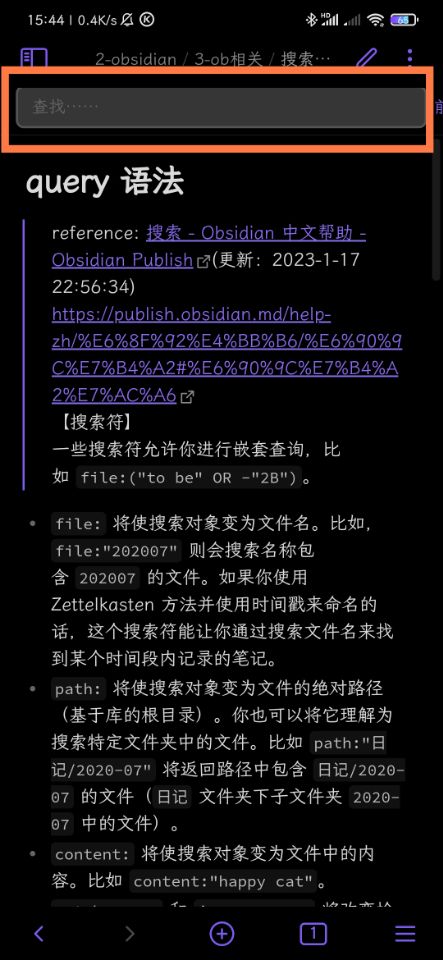 15:44 | 0.4K/s
HD
68
2-obsidian / 3-ob相关 / 搜索…
查找……
query 语法
reference: 搜索 - Obsidian 中文帮助 -
Obsidian Publish(更新：2023-1-17
22:56:34)
https://publish.obsidian.md/help-
zh/%E6%8F%92%E4%BB%B6/%E6%90%9
C%E7%B4%A2#%E6%90%9C%E7%B4%A
2%E7%AC%A6
【搜索符】
一些搜索符允许你进行嵌套查询，比
如 file:("to be" OR -"2B")。
file: 将使搜索对象变为文件名。比如，
file:"202007" 则会搜索名称包
含 202007 的文件。如果你使用
Zettelkasten 方法并使用时间戳来命名的
话，这个搜索符能让你通过搜索文件名来找
到某个时间段内记录的笔记。
path: 将使搜索对象变为文件的绝对路径
（基于库的根目录）。你也可以将它理解为
搜索特定文件夹中的文件。比如 path:"日
记/2020-07" 将返回路径中包含 日记/2020-
07 的文件（日记 文件夹下子文件夹 2020-
07 中的文件）。
content: 将使搜索对象变为文件中的内
容。比如 content:"happy cat"。
1